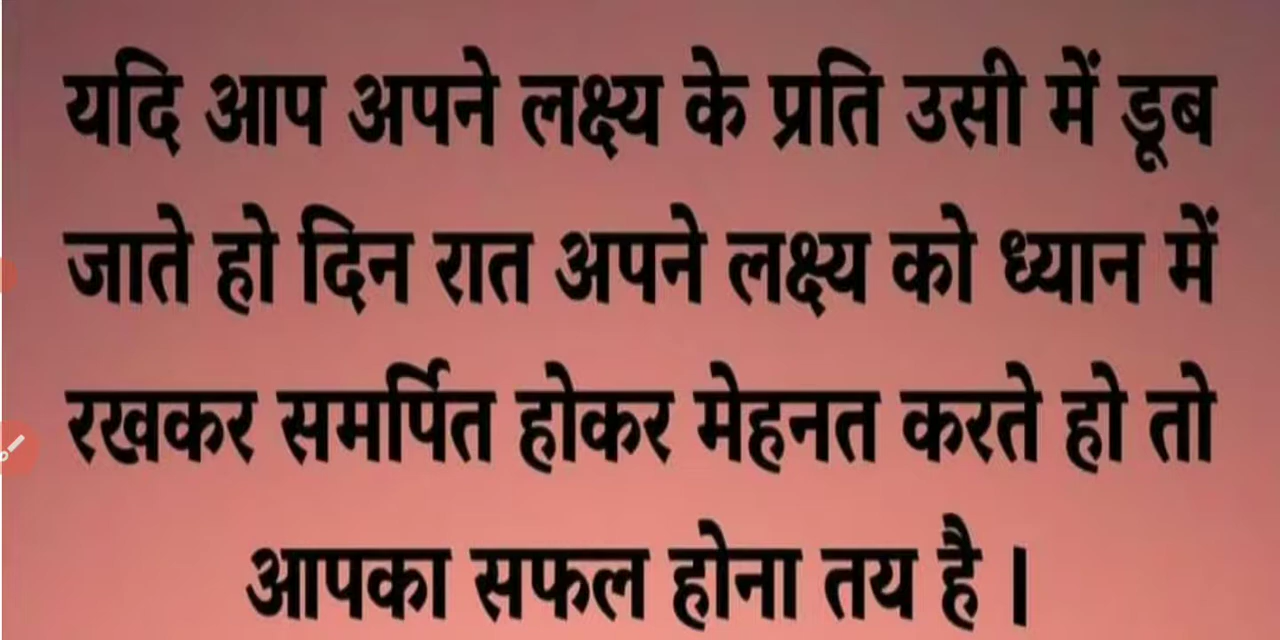 यदि आप अपने लक्ष्य के प्रति उसी में डूब
जाते हो दिन रात अपने लक्ष्य को ध्यान में
रखकर समर्पित होकर मेहनत करते हो तो
आपका सफल होना तय है ।